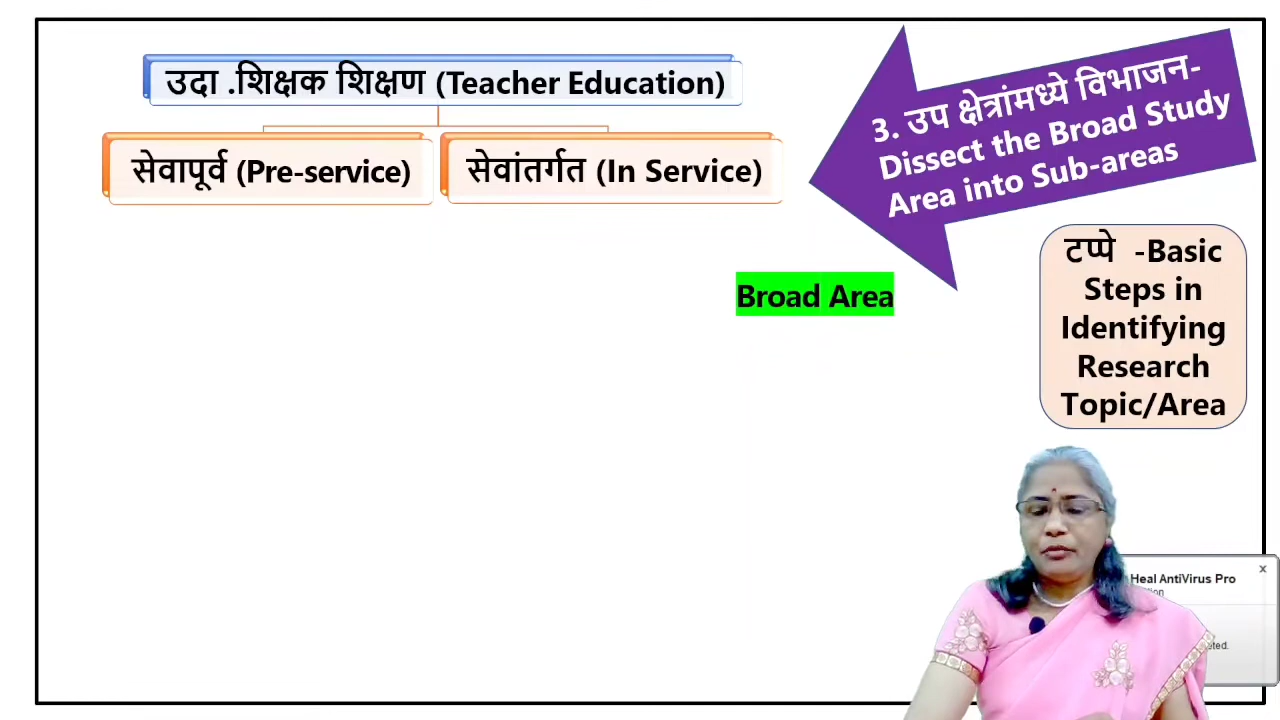 उदा .शिक्षक शिक्षण (Teacher Education)
सेवापूर्व (Pre-service)
सेवांतर्गत (In Service)
3. उप क्षेत्रांमध्ये विभाजन-
Dissect the Broad Study
Area into Sub-areas
Broad Area
टप्पे -Basic
Steps in
Identifying
Research
Topic/Area
Heal AntiVirus Pro
x